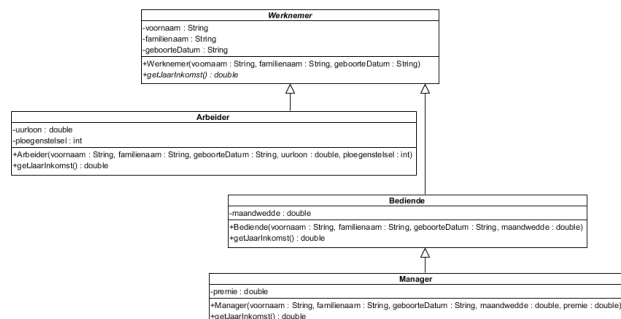 Werknemer
-voornaam : String
-familienaam : String
-geboorteDatum : String
+Werknemer(voornaam : String, familienaam : String, geboorteDatum : String)
+getJaarInkomst() : double
Arbeider
-uurloon : double
-ploegenstelsel : int
+Arbeider(voornaam : String, familienaam : String, geboorteDatum : String, uurloon : double, ploegenstelsel : int)
+getJaarInkomst() : double
Bediende
-maandwedde : double
+Bediende(voornaam : String, familienaam : String, geboorteDatum : String, maandwedde : double)
+getJaarInkomst() : double
Manager
-premie : double
+Manager(voornaam : String, familienaam : String, geboorteDatum : String, maandwedde : double, premie : double)
+getJaarInkomst() : double